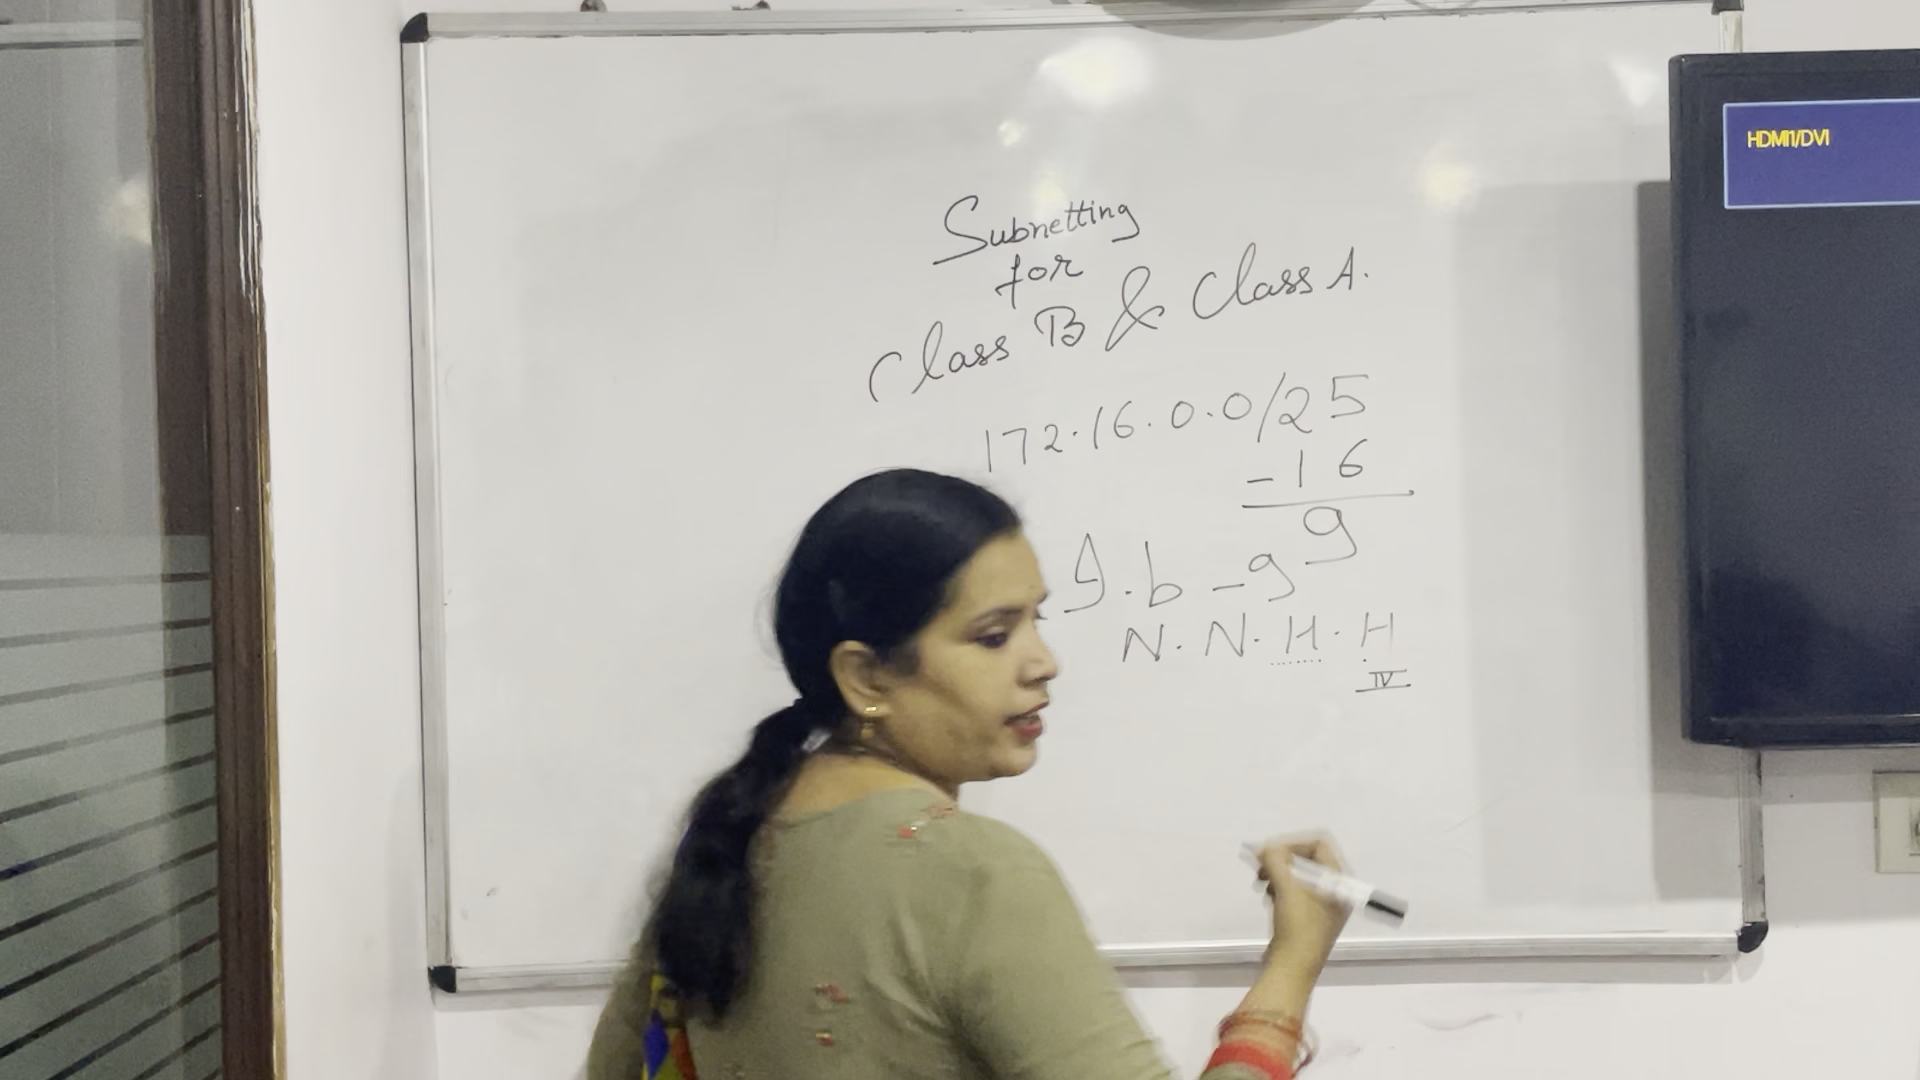 Subnetting
for
Class B & Class A.
172.16.0.0/25
-16
9
I.b-9
N.N.H.H
IV
HDMI1/DVI